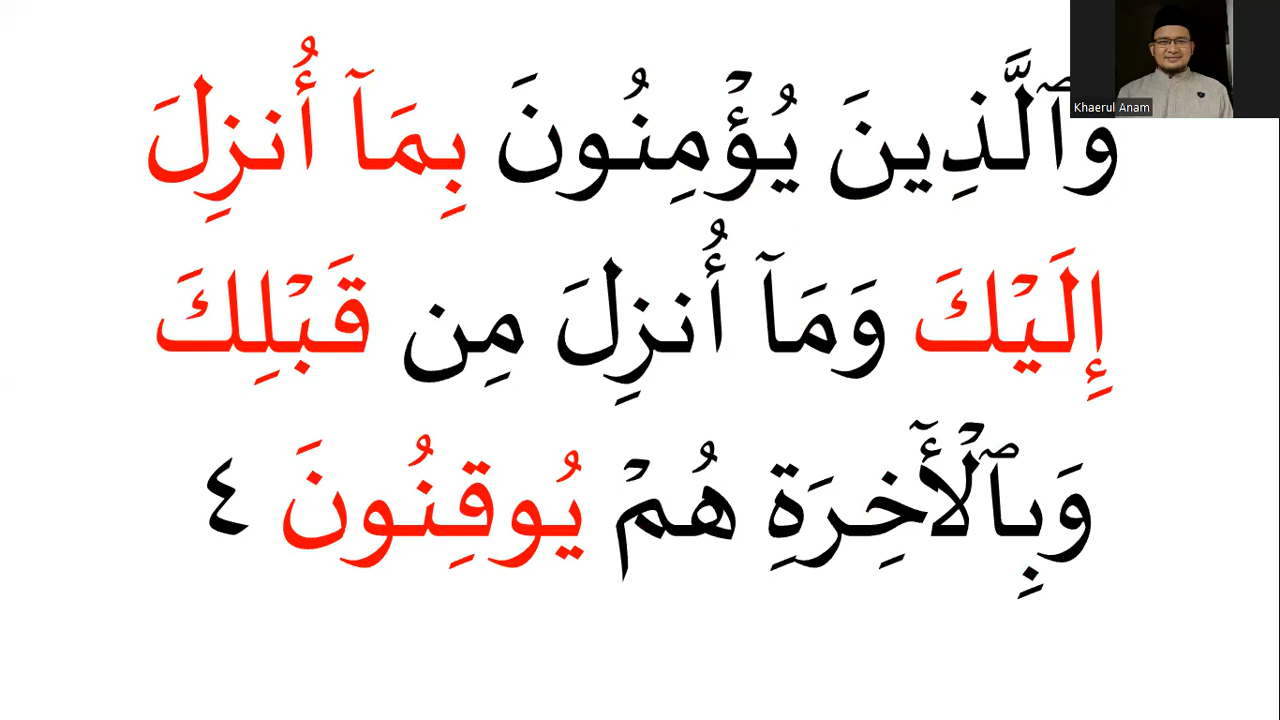 Khaerul Anam
وَٱلَّذِينَ يُؤْمِنُونَ بِمَآ أُنزِلَ
إِلَيْكَ وَمَآ أُنزِلَ مِن قَبْلِكَ
وَبِٱلْأَٓخِرَةِ هُمْ يُوقِنُونَ ٤